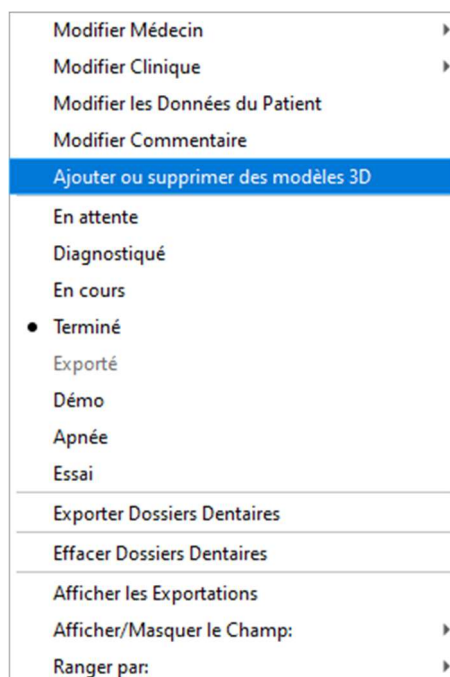 Modifier Médecin
Modifier Clinique
Modifier les Données du Patient
Modifier Commentaire
Ajouter ou supprimer des modèles 3D
En attente
Diagnostiqué
En cours
Terminé
Exporté
Démo
Apnée
Essai
Exporter Dossiers Dentaires
Effacer Dossiers Dentaires
Afficher les Exportations
Afficher/Masquer le Champ:
Ranger par: